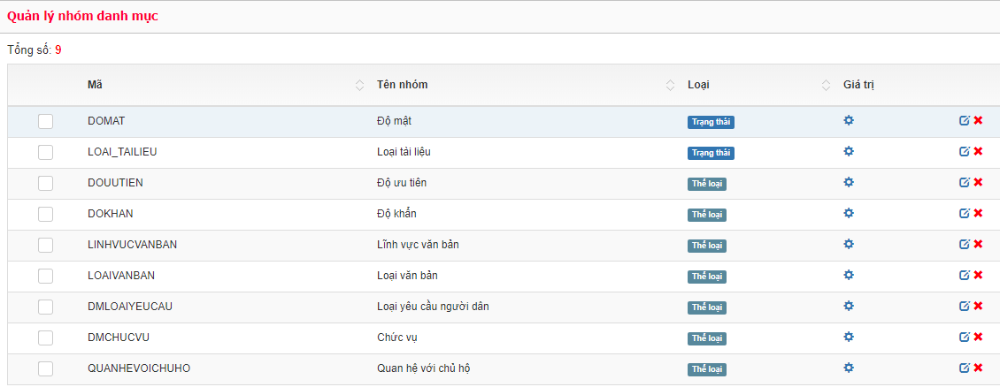 Quản lý nhóm danh mục
Tổng số: 9
Mã Tên nhóm Loại Giá trị
DOMAT Độ mật Trạng thái
LOAI_TAILIEU Loại tài liệu Trạng thái
DOUUTIEN Độ ưu tiên Thể loại
DOKHAN Độ khẩn Thể loại
LINHVUCVANBAN Lĩnh vực văn bản Thể loại
LOAIVANBAN Loại văn bản Thể loại
DMLOAIYEUCAU Loại yêu cầu người dân Thể loại
DMCHUCVU Chức vụ Thể loại
QUANHEVOICHUHO Quan hệ với chủ hộ Thể loại